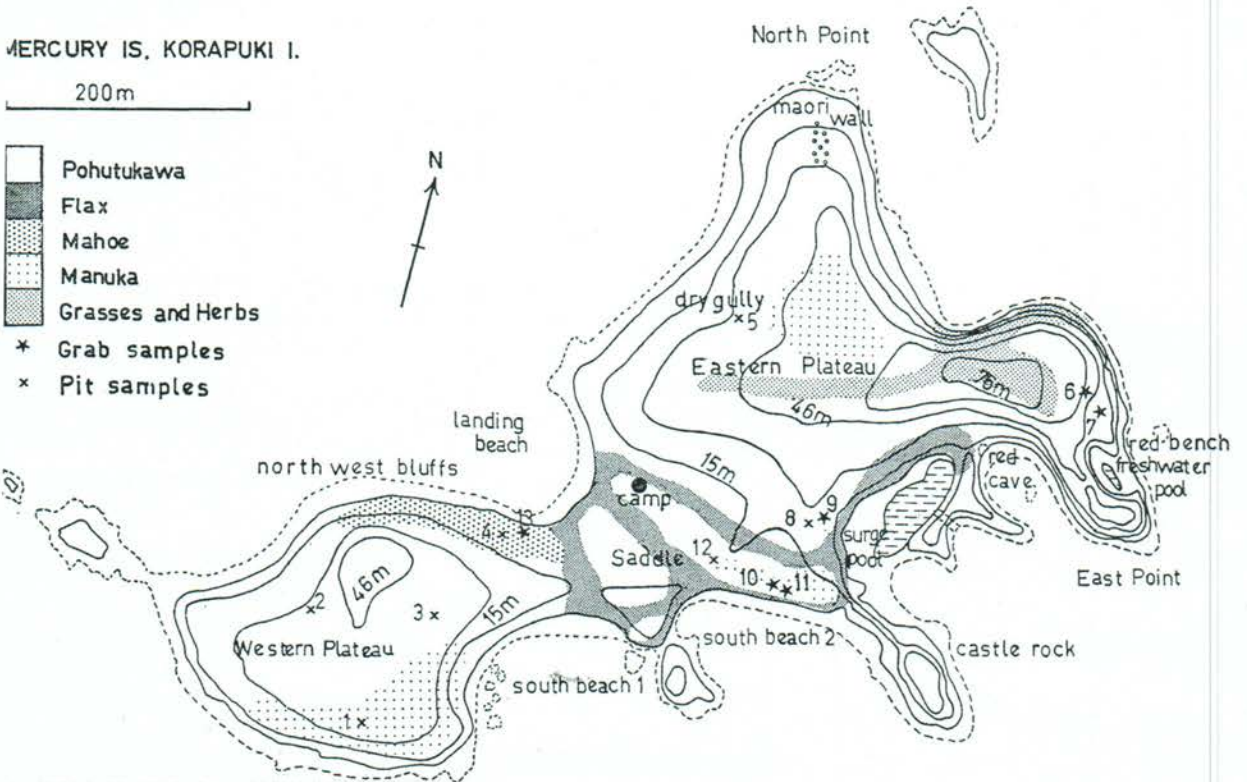 MERCURY IS, KORAPUKI I.
200m
Pohutukawa
Flax
Mahoe
Manuka
Grasses and Herbs
Grab samples
Pit samples
N
North Point
maori wall
dry gully
5
Eastern Plateau
76m
46m
6
7
red bench
freshwater pool
red cave
landing beach
north west bluffs
15m
camp
8
9
surge pool
Saddle
12
10
11
4
13
East Point
46m
2
3
15m
Western Plateau
south beach 2
castle rock
south beach 1
1